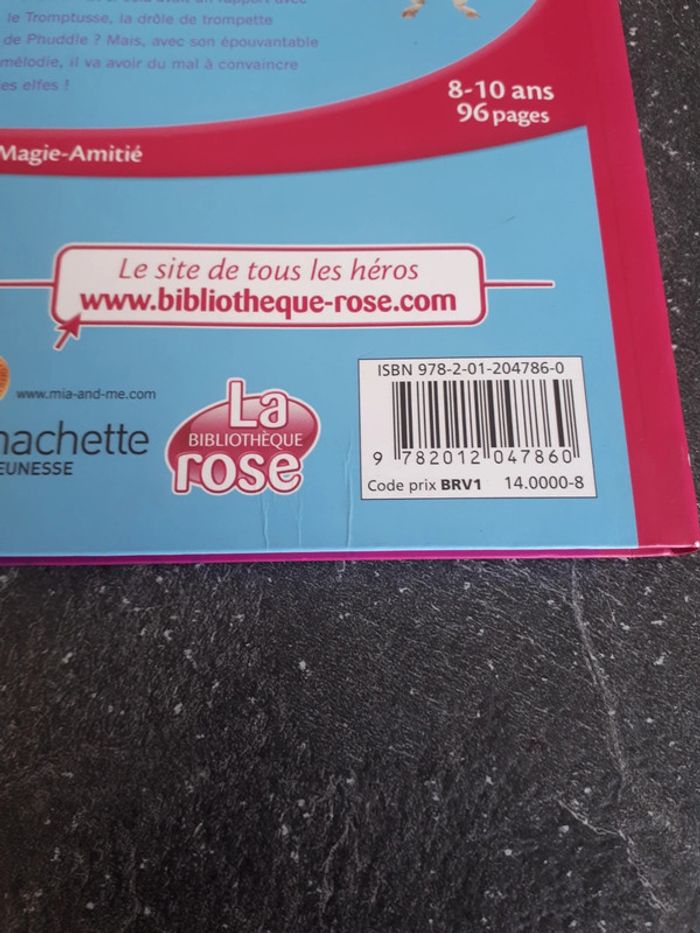 le Tromptusse, la drôle de trompette
de Phuddle ? Mais, avec son épouvantable
mélodie, il va avoir du mal à convaincre
es elfes !
8-10 ans
96 pages
Magie-Amitié
Le site de tous les héros
www.bibliotheque-rose.com
www.mia-and-me.com
hachette
EUNESSE
La
BIBLIOTHÈQUE
rose
ISBN 978-2-01-204786-0
9 782012 047860
Code prix BRV1 14.0000-8